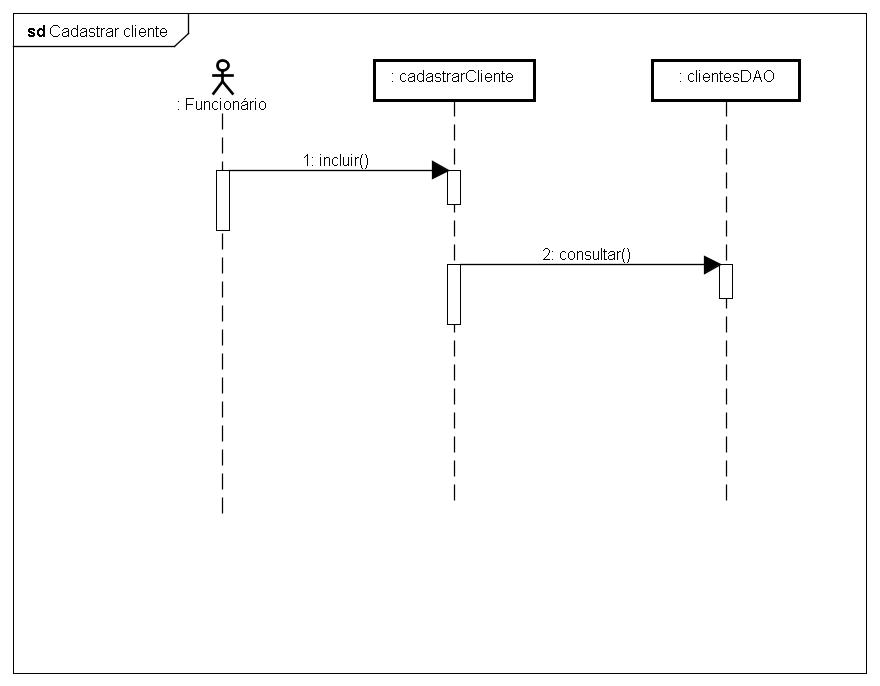 sd Cadastrar cliente
: Funcionário
: cadastrarCliente
: clientesDAO
1: incluir()
2: consultar()